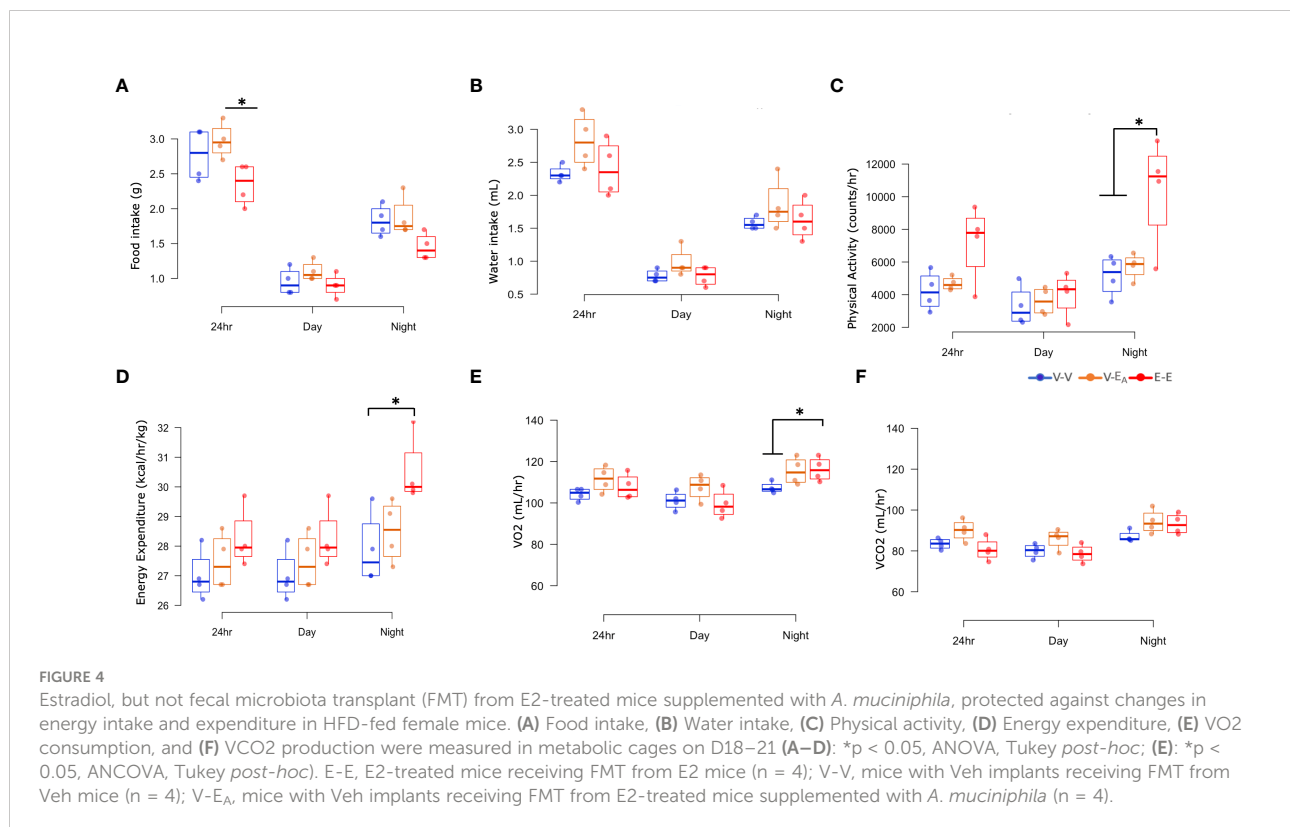 A
B
C
*
*
Food intake (g)
3.0
2.5
2.0
1.5
1.0
24hr Day Night
Water intake (mL)
3.0
2.5
2.0
1.5
1.0
0.5
24hr Day Night
Physical Activity (counts/hr)
12000
10000
8000
6000
4000
2000
24hr Day Night
V-V V-EA E-E
D
E
F
*
*
Energy Expenditure (kcal/hr/kg)
32
31
30
29
28
27
26
24hr Day Night
VO2 (mL/hr)
140
120
100
80
60
24hr Day Night
VCO2 (mL/hr)
140
120
100
80
60
24hr Day Night
FIGURE 4
Estradiol, but not fecal microbiota transplant (FMT) from E2-treated mice supplemented with A. muciniphila, protected against changes in
energy intake and expenditure in HFD-fed female mice. (A) Food intake, (B) Water intake, (C) Physical activity, (D) Energy expenditure, (E) VO2
consumption, and (F) VCO2 production were measured in metabolic cages on D18–21 (A–D): *p < 0.05, ANOVA, Tukey post-hoc; (E): *p <
0.05, ANCOVA, Tukey post-hoc). E-E, E2-treated mice receiving FMT from E2 mice (n = 4); V-V, mice with Veh implants receiving FMT from
Veh mice (n = 4); V-EA, mice with Veh implants receiving FMT from E2-treated mice supplemented with A. muciniphila (n = 4).